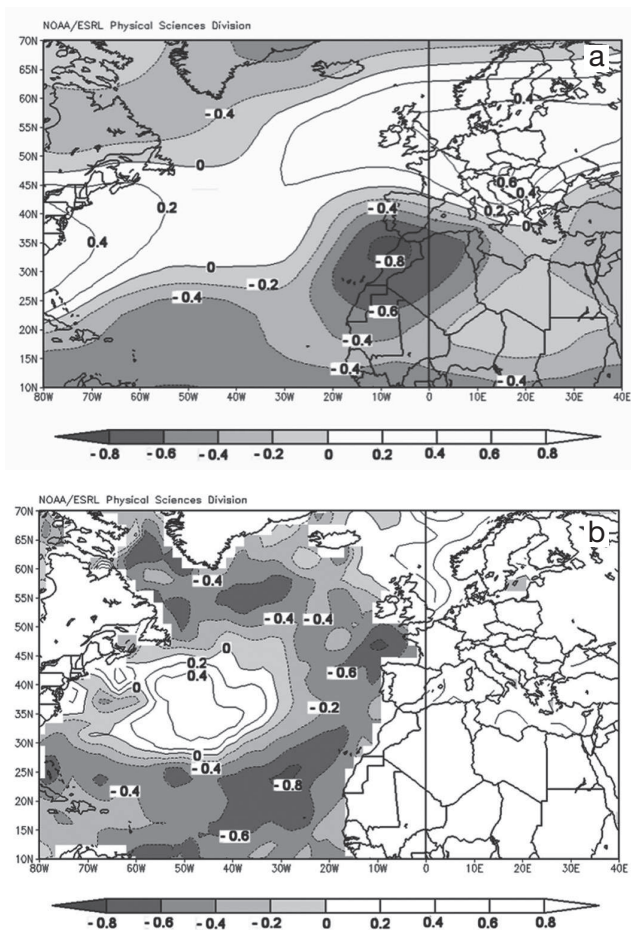 NOAA/ESRL Physical Sciences Division
70N
a
65N
60N
0.4
- 0.4
55N
50N
0
45N
0.6
0.4
0.2
- 0.4
0.2
40N
0
35N
0.4
- 0.8
30N
0
- 0.2
- 0.4
25N
- 0.6
20N
- 0.4
15N
- 0.4
- 0.4
10N
80W 70W 60W 50W 40W 30W 20W 10W 0 10E 20E 30E 40E
- 0.8 - 0.6 - 0.4 - 0.2 0 0.2 0.4 0.6 0.8
NOAA/ESRL Physical Sciences Division
70N
b
65N
60N
- 0.4
55N
- 0.4 - 0.4
50N
0
45N
0.2
- 0.6
0.4
40N
0
35N
- 0.2
30N
0
- 0.4
25N
- 0.8
- 0.4
20N
15N
- 0.6
10N
80W 70W 60W 50W 40W 30W 20W 10W 0 10E 20E 30E 40E
- 0.8 - 0.6 - 0.4 - 0.2 0 0.2 0.4 0.6 0.8